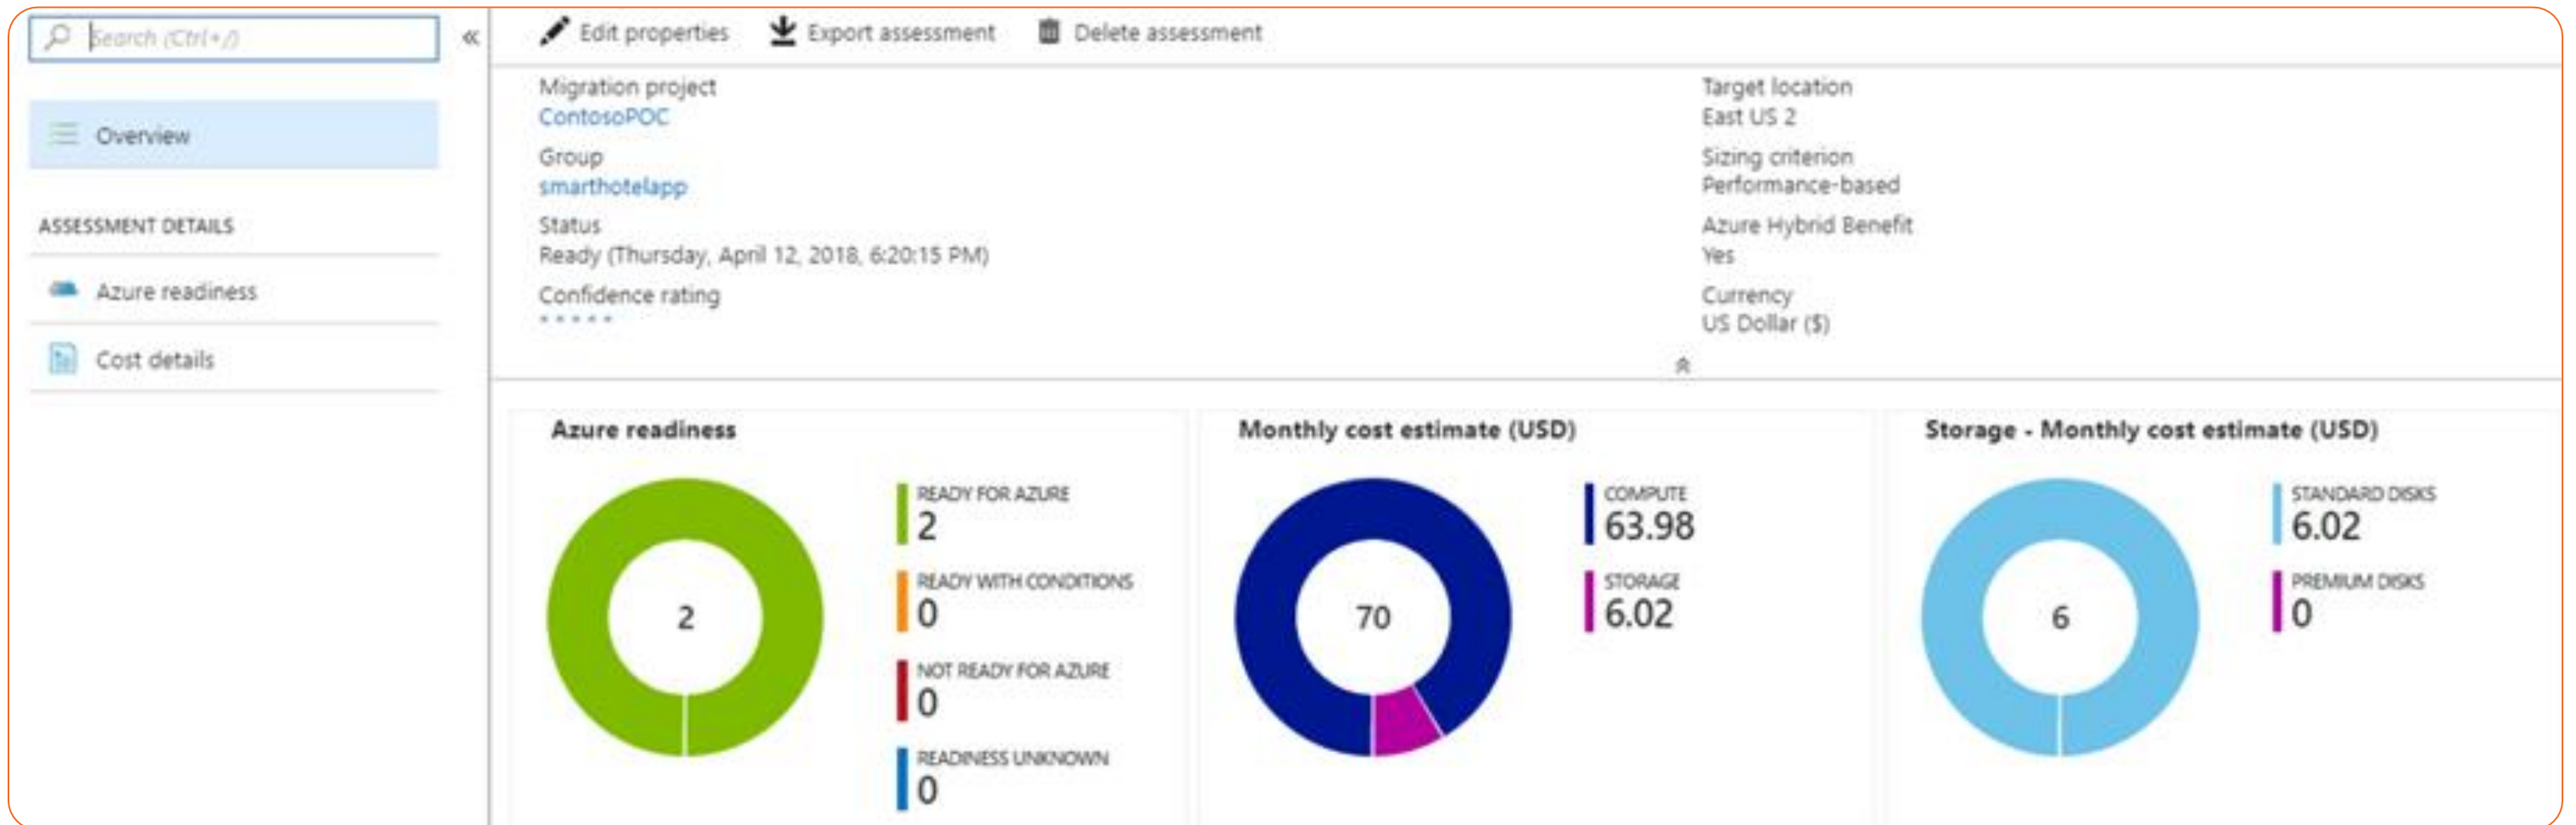 Search (Ctrl+/)
«
Edit properties
Export assessment
Delete assessment
Overview
ASSESSMENT DETAILS
Azure readiness
Cost details
Migration project
ContosoPOC
Group
smarthotelapp
Status
Ready (Thursday, April 12, 2018, 6:20:15 PM)
Confidence rating
Target location
East US 2
Sizing criterion
Performance-based
Azure Hybrid Benefit
Yes
Currency
US Dollar ($)
Azure readiness
2
READY FOR AZURE
2
READY WITH CONDITIONS
0
NOT READY FOR AZURE
0
READINESS UNKNOWN
0
Monthly cost estimate (USD)
70
COMPUTE
63.98
STORAGE
6.02
Storage - Monthly cost estimate (USD)
6
STANDARD DISKS
6.02
PREMIUM DISKS
0